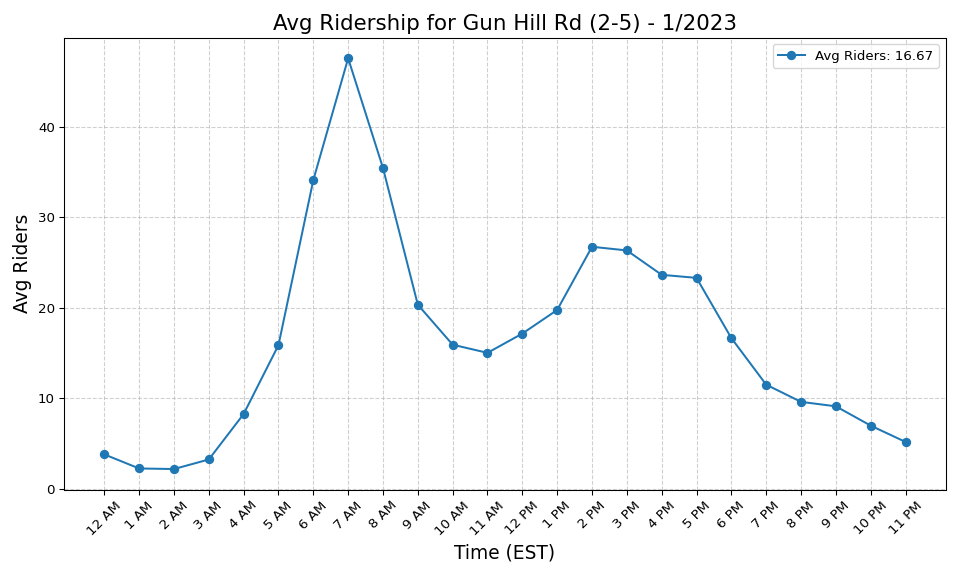 Avg Ridership for Gun Hill Rd (2-5) - 1/2023
Avg Riders: 16.67
Avg Riders
40
30
20
10
0
12 AM
1 AM
2 AM
3 AM
4 AM
5 AM
6 AM
7 AM
8 AM
9 AM
10 AM
11 AM
12 PM
1 PM
2 PM
3 PM
4 PM
5 PM
6 PM
7 PM
8 PM
9 PM
10 PM
11 PM
Time (EST)